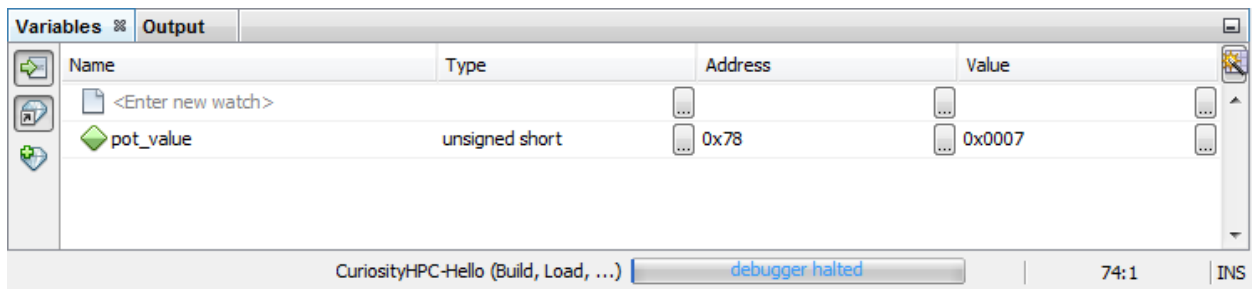 Variables Output
Name Type Address Value
<Enter new watch> ... ... ...
pot_value unsigned short ... 0x78 ... 0x0007 ...
CuriosityHPC-Hello (Build, Load, ...) debugger halted 74:1 INS